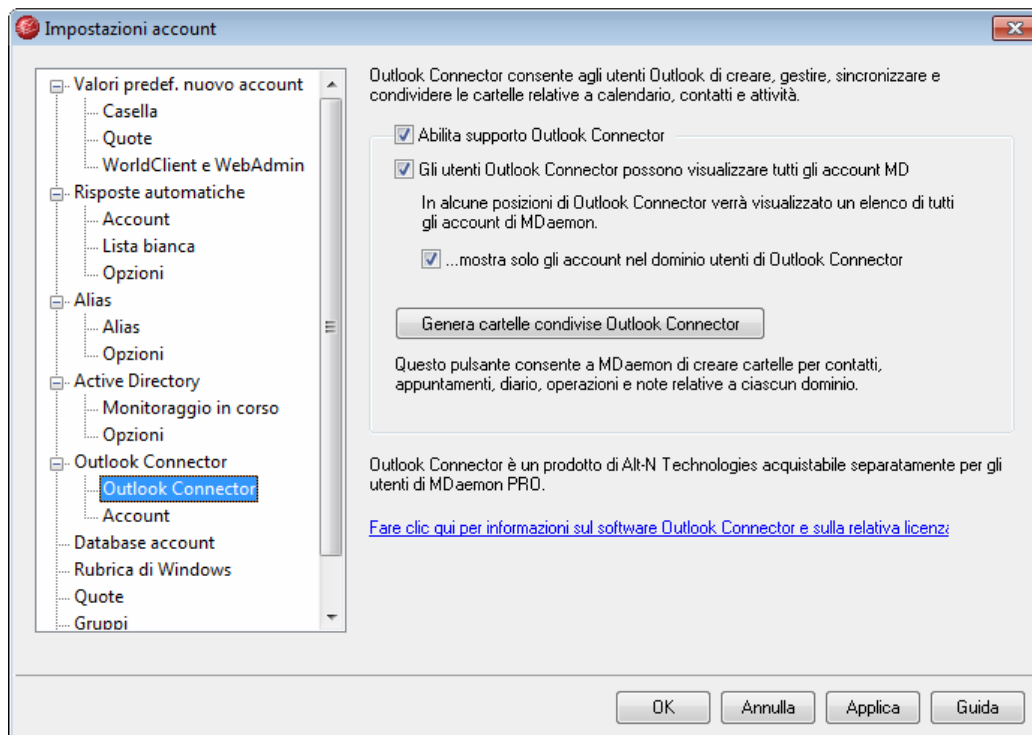 Impostazioni account
Valori predef. nuovo account
Casella
Quote
WorldClient e WebAdmin
Risposte automatiche
Account
Lista bianca
Opzioni
Alias
Alias
Opzioni
Active Directory
Monitoraggio in corso
Opzioni
Outlook Connector
Outlook Connector
Account
Database account
Rubrica di Windows
Quote
Gruppi
Outlook Connector consente agli utenti Outlook di creare, gestire, sincronizzare e
condividere le cartelle relative a calendario, contatti e attività.
Abilita supporto Outlook Connector
Gli utenti Outlook Connector possono visualizzare tutti gli account MD
In alcune posizioni di Outlook Connector verrà visualizzato un elenco di tutti
gli account di MDaemon.
...mostra solo gli account nel dominio utenti di Outlook Connector
Genera cartelle condivise Outlook Connector
Questo pulsante consente a MDaemon di creare cartelle per contatti,
appuntamenti, diario, operazioni e note relative a ciascun dominio.
Outlook Connector è un prodotto di Alt-N Technologies acquistabile separatamente per gli
utenti di MDaemon PRO.
Fare clic qui per informazioni sul software Outlook Connector e sulla relativa licenza
OK
Annulla
Applica
Guida